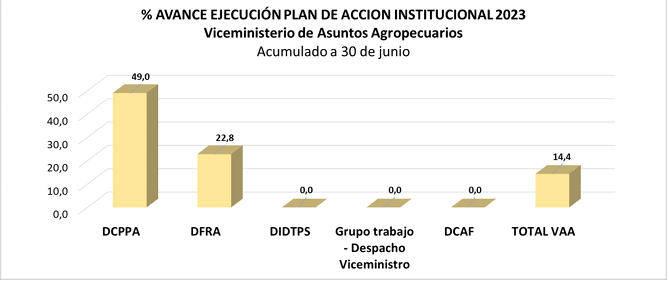 % AVANCE EJECUCIÓN PLAN DE ACCION INSTITUCIONAL 2023
Viceministerio de Asuntos Agropecuarios
Acumulado a 30 de junio
49,0
22,8
0,0
0,0
0,0
14,4
50,0
40,0
30,0
20,0
10,0
0,0
DCPPA
DFRA
DIDTPS
Grupo trabajo
- Despacho
Viceministro
DCAF
TOTAL VAA